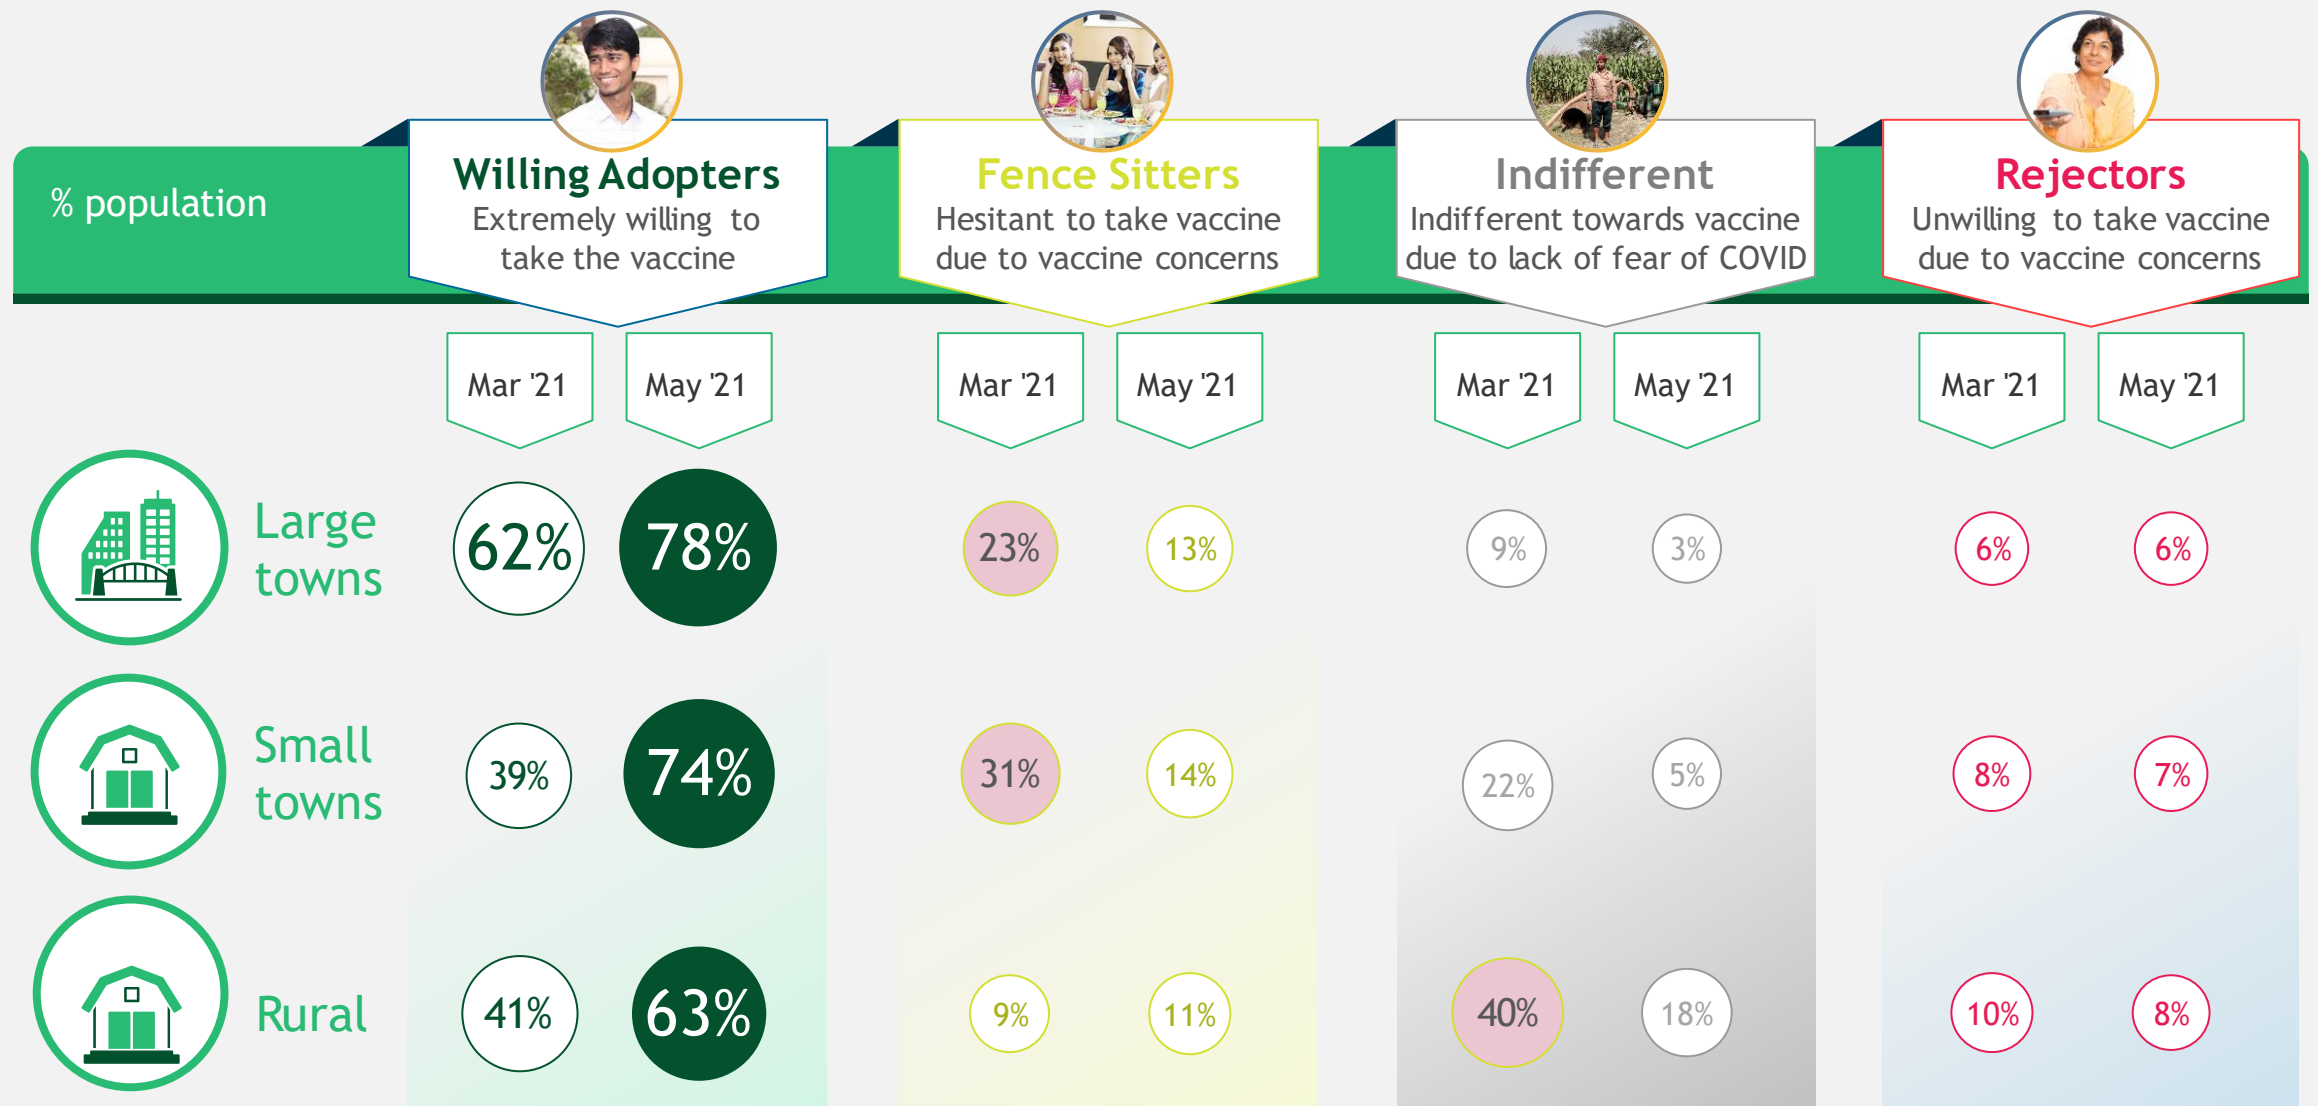 % population
Willing Adopters
Extremely willing to
take the vaccine
Fence Sitters
Hesitant to take vaccine
due to vaccine concerns
Indifferent
Indifferent towards vaccine
due to lack of fear of COVID
Rejectors
Unwilling to take vaccine
due to vaccine concerns
Mar '21 May '21 Mar '21 May '21 Mar '21 May '21 Mar '21 May '21
Large
towns
62% 78% 23% 13% 9% 3% 6% 6%
Small
towns
39% 74% 31% 14% 22% 5% 8% 7%
Rural
41% 63% 9% 11% 40% 18% 10% 8%